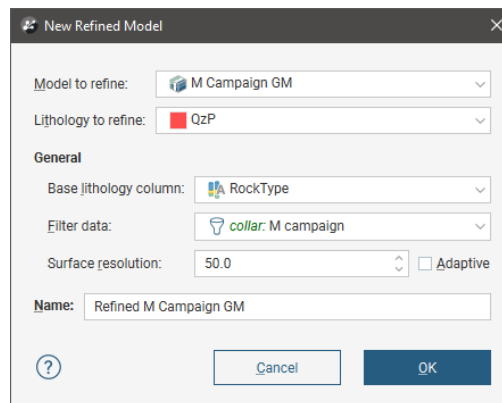 New Refined Model
Model to refine: M Campaign GM
Lithology to refine: QzP
General
Base lithology column: RockType
Filter data: collar: M campaign
Surface resolution: 50.0 Adaptive
Name: Refined M Campaign GM
? Cancel OK